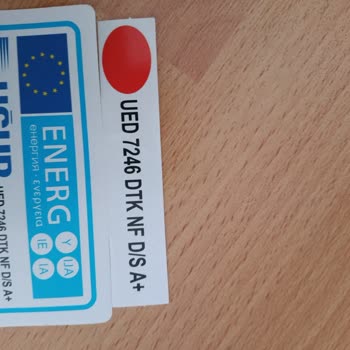 ENERG
енергия · ενεργεια
Y IJA
IE IA
UED 7246 DTK NF D/S A+
UED 7246 DTK NF D/S A+